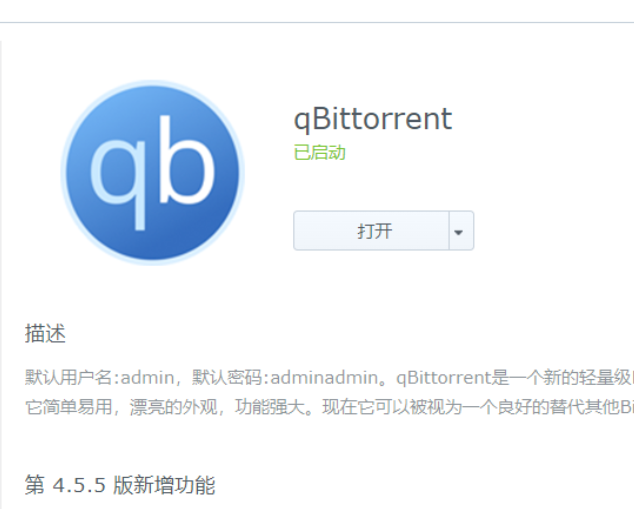 qb
qBittorrent
已启动
打开
描述
默认用户名:admin，默认密码:adminadmin。qBittorrent是一个新的轻量级
它简单易用，漂亮的外观，功能强大。现在它可以被视为一个良好的替代其他Bi
第 4.5.5 版新增功能